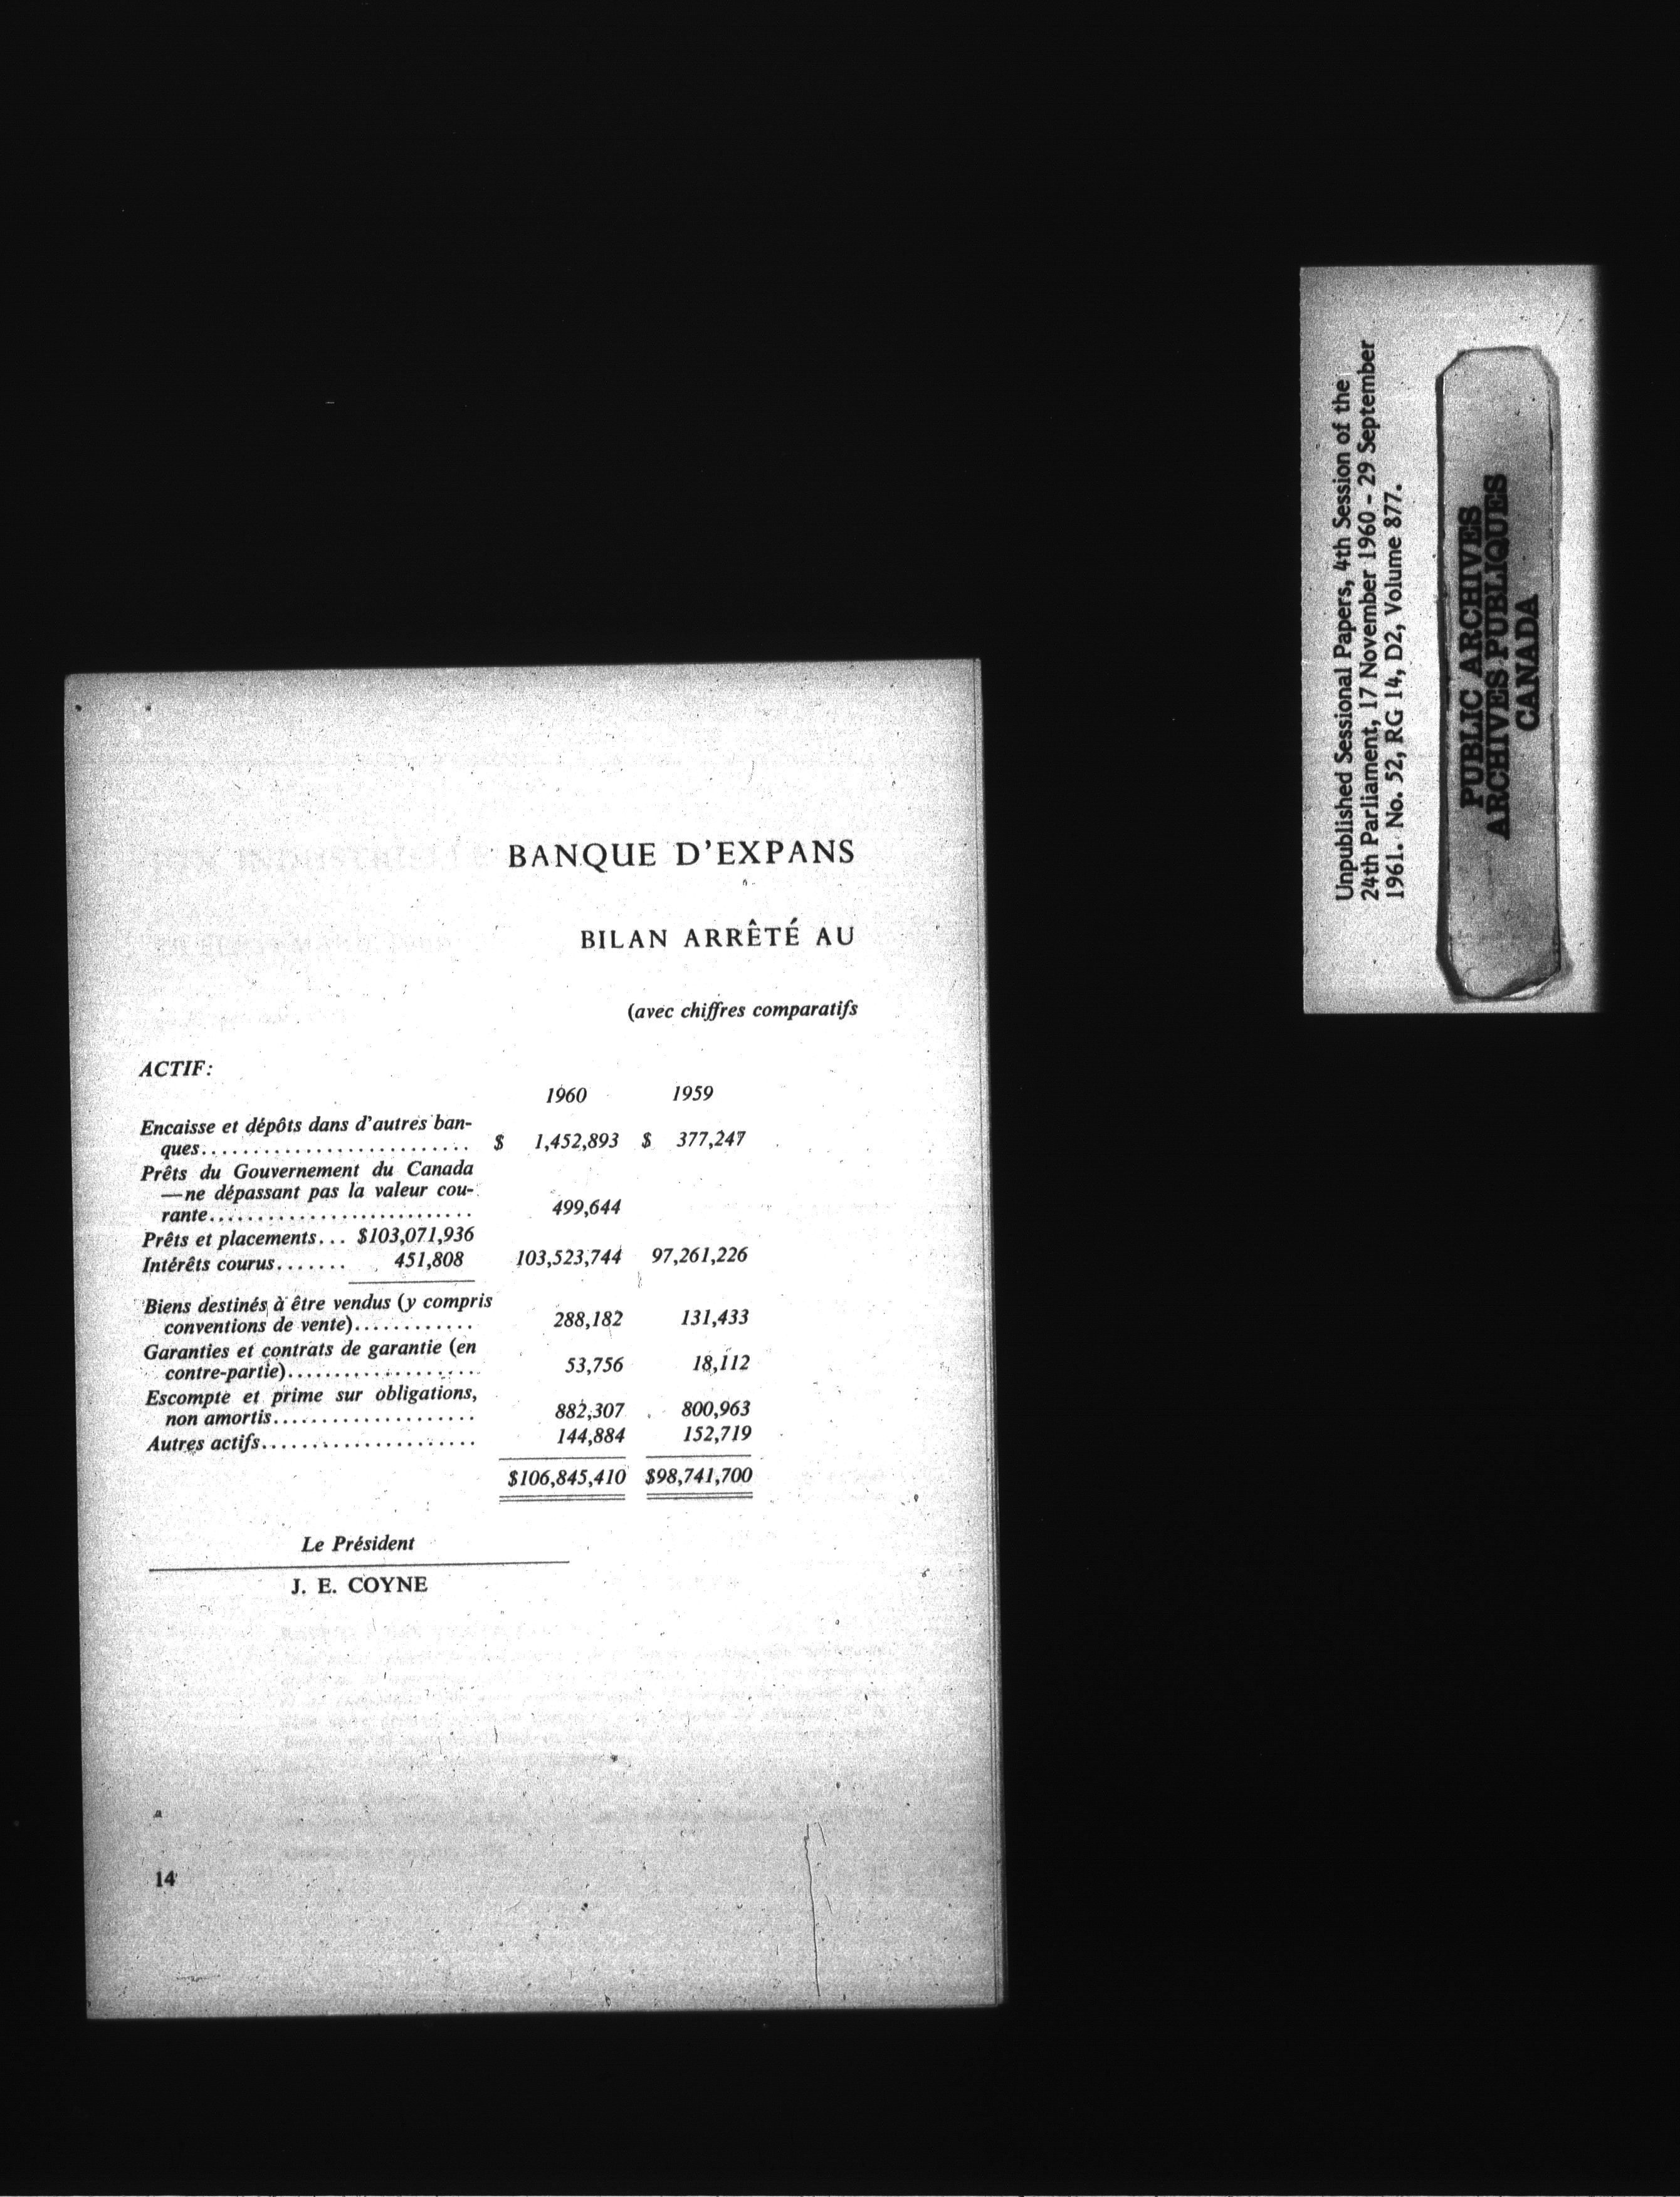 BANQUE D'EXPANS
BILAN ARRÊTÉ AU
(avec chiffres comparatifs
ACTIF:
1960 1959
Encaisse et dépôts dans d'autres ban-
ques.......................... $ 1,452,893 $ 377,247
Prêts du Gouvernement du Canada
—ne dépassant pas la valeur cou-
rante.......................... 499,644
Prêts et placements... $103,071,936
Intérêts courus....... 451,808 103,523,744 97,261,226
Biens destinés à être vendus (y compris
conventions de vente)............ 288,182 131,433
Garanties et contrats de garantie (en
contre-partie).................... 53,756 18,112
Escompte et prime sur obligations,
non amortis.................... 882,307 800,963
Autres actifs...................... 144,884 152,719
$106,845,410 $98,741,700
Le Président
J. E. COYNE
14
Unpublished Sessional Papers, 4th Session of the
24th Parliament, 17 November 1960 - 29 September
1961. No. 52, RG 14, D2, Volume 877.
PUBLIC ARCHIVES
ARCHIVES PUBLIQUES
CANADA